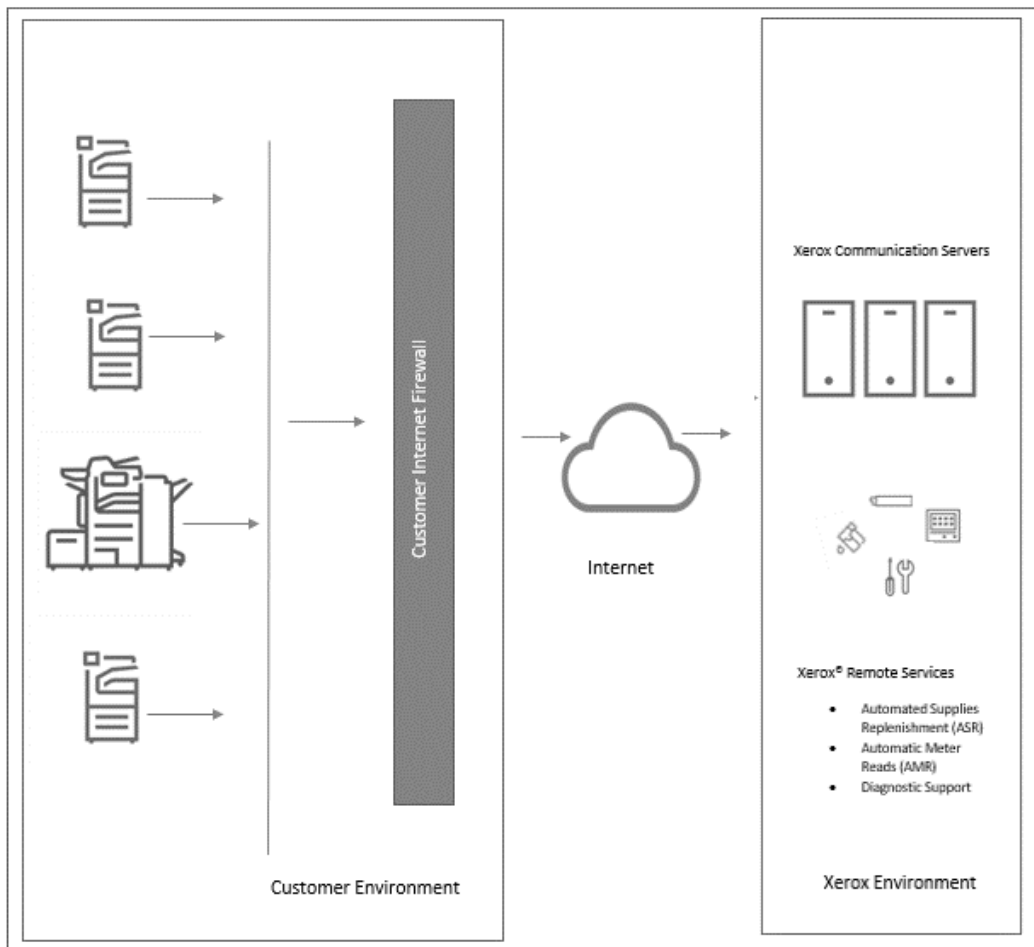 Customer Internet Firewall
Customer Environment
Internet
Xerox Communication Servers
Xerox® Remote Services
• Automated Supplies
Replenishment (ASR)
• Automatic Meter
Reads (AMR)
• Diagnostic Support
Xerox Environment